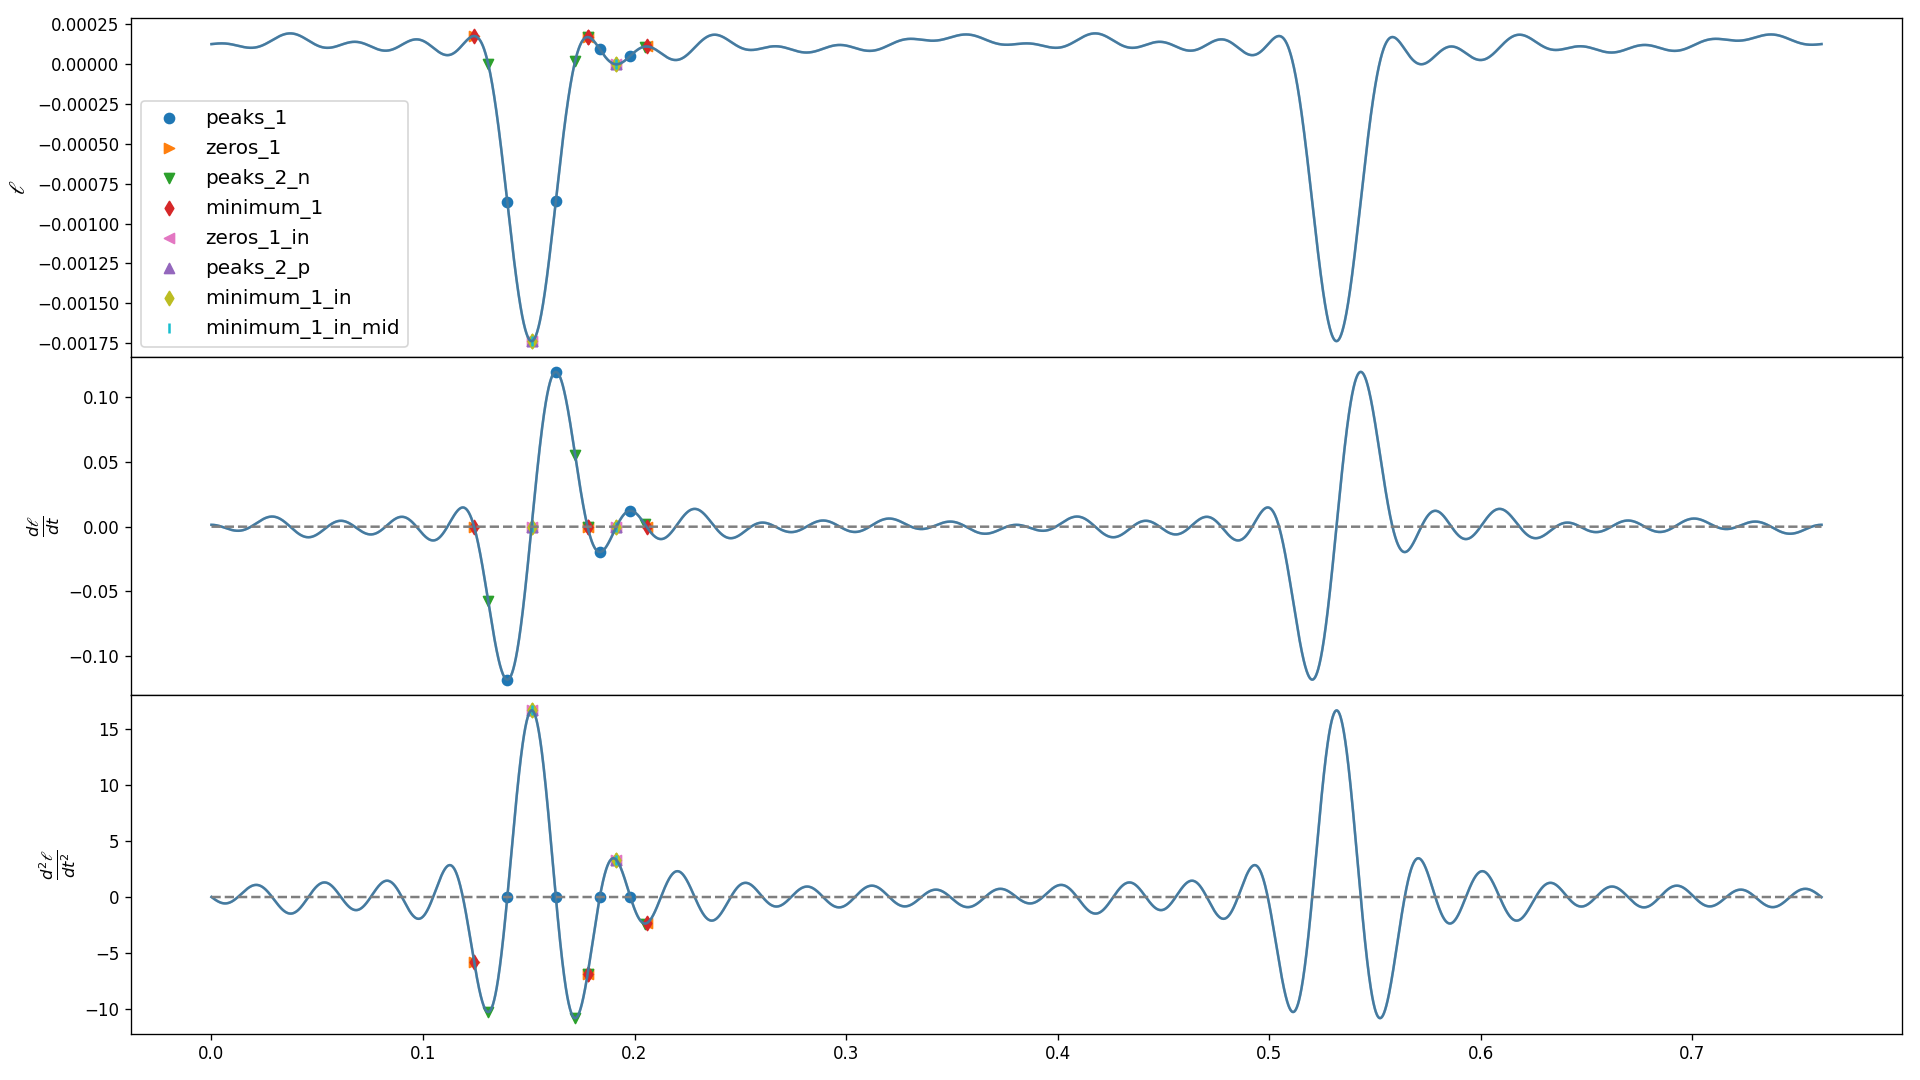 0.00025
0.00000
−0.00025
−0.00050
−0.00075
−0.00100
−0.00125
−0.00150
−0.00175
ℓ
peaks_1
zeros_1
peaks_2_n
minimum_1
zeros_1_in
peaks_2_p
minimum_1_in
minimum_1_in_mid
0.10
0.05
0.00
−0.05
−0.10
dℓ
dt
15
10
5
0
−5
−10
d²ℓ
dt²
0.0 0.1 0.2 0.3 0.4 0.5 0.6 0.7